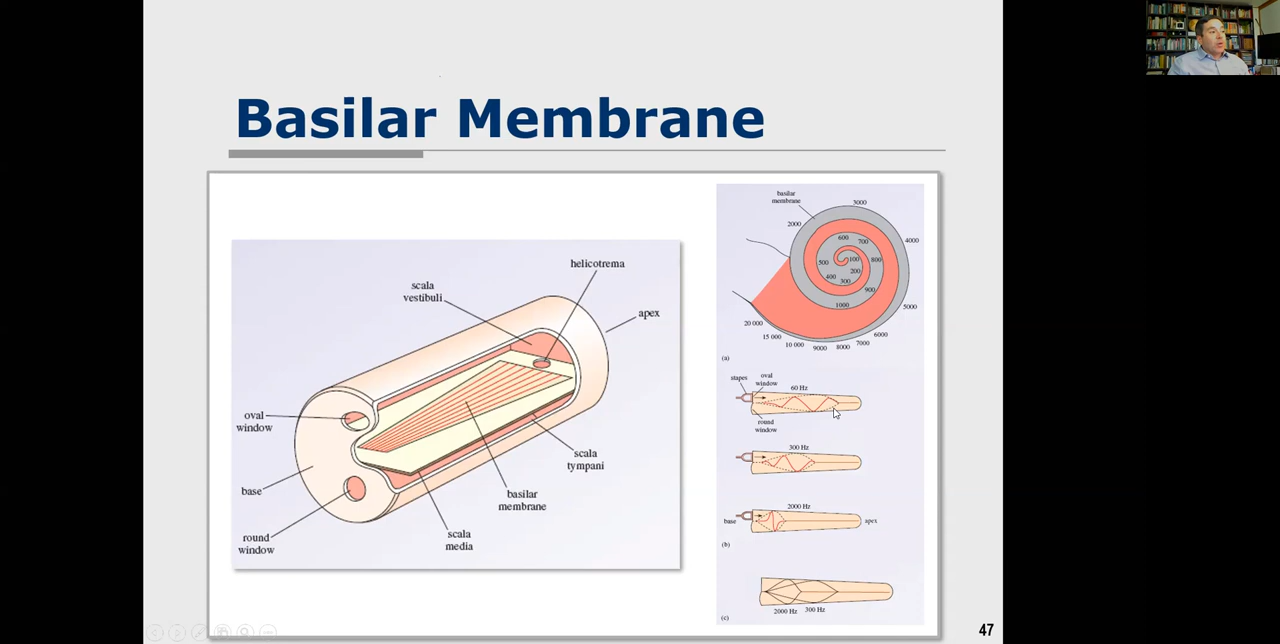 Basilar Membrane
helicotrema
scala
vestibuli
apex
oval
window
base
round
window
scala
tympani
basilar
membrane
scala
media
basilar
membrane
3000
2000
4000
600
700
500
100
800
200
400
300
900
1000
5000
20 000
6000
15 000
7000
10 000
9000
8000
(a)
stapes
oval
window
60 Hz
round
window
300 Hz
2000 Hz
base
apex
(b)
2000 Hz
300 Hz
(c)
47